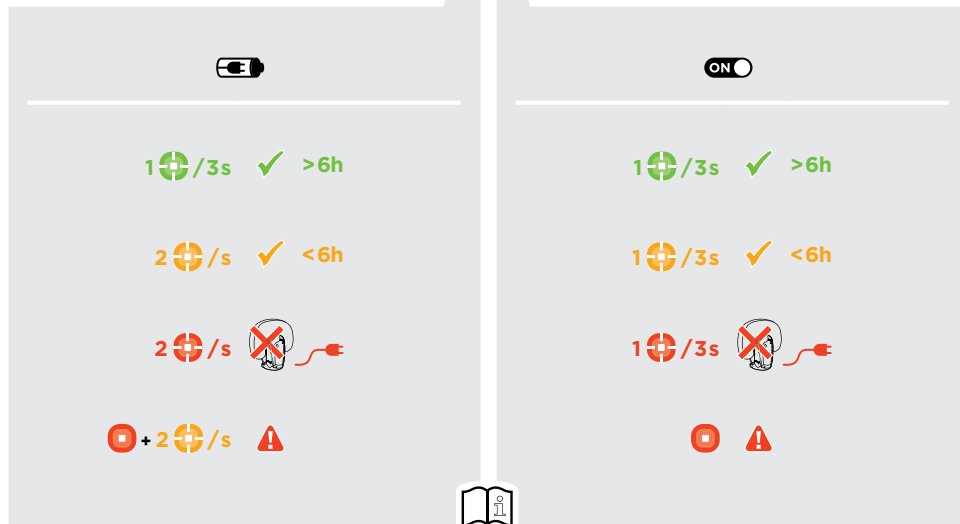 ON
1 /3s >6h
2 /s <6h
2 /s
+ 2 /s
1 /3s >6h
1 /3s <6h
1 /3s
i